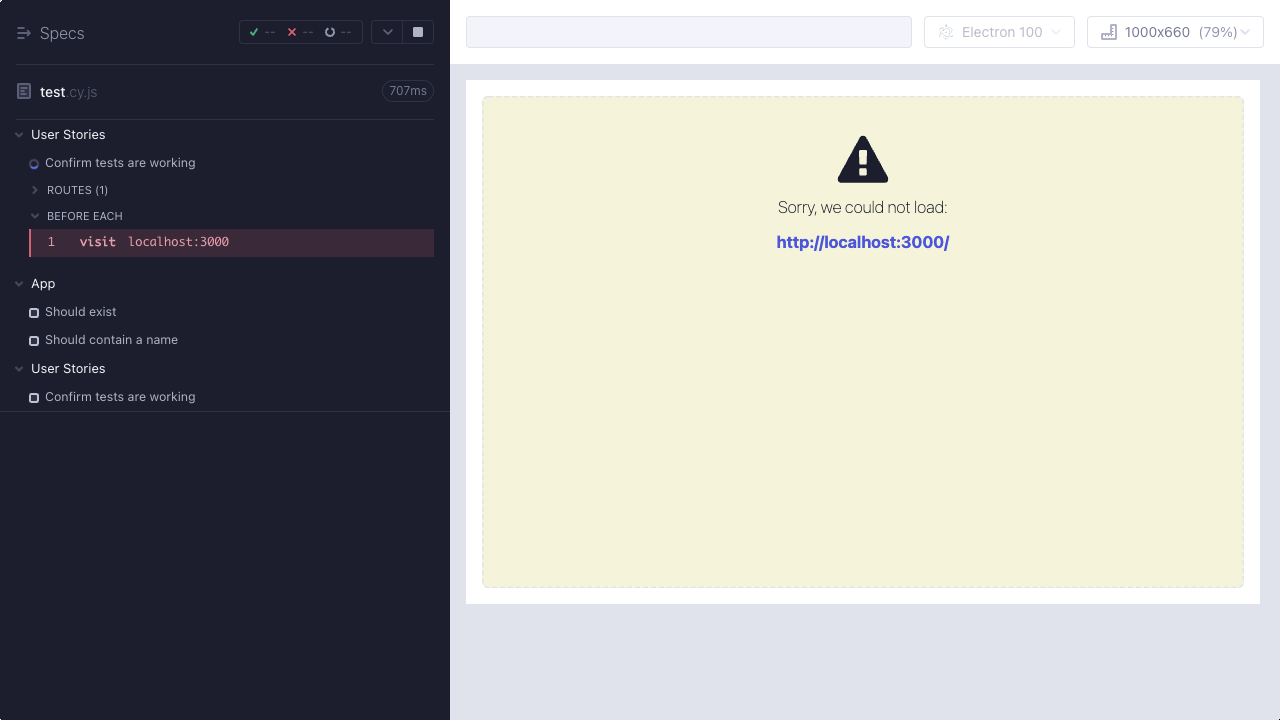 Specs
--
--
--
test.cy.js
707ms
User Stories
Confirm tests are working
ROUTES (1)
BEFORE EACH
1 visit localhost:3000
App
Should exist
Should contain a name
User Stories
Confirm tests are working
Electron 100
1000x660 (79%)
Sorry, we could not load:
http://localhost:3000/